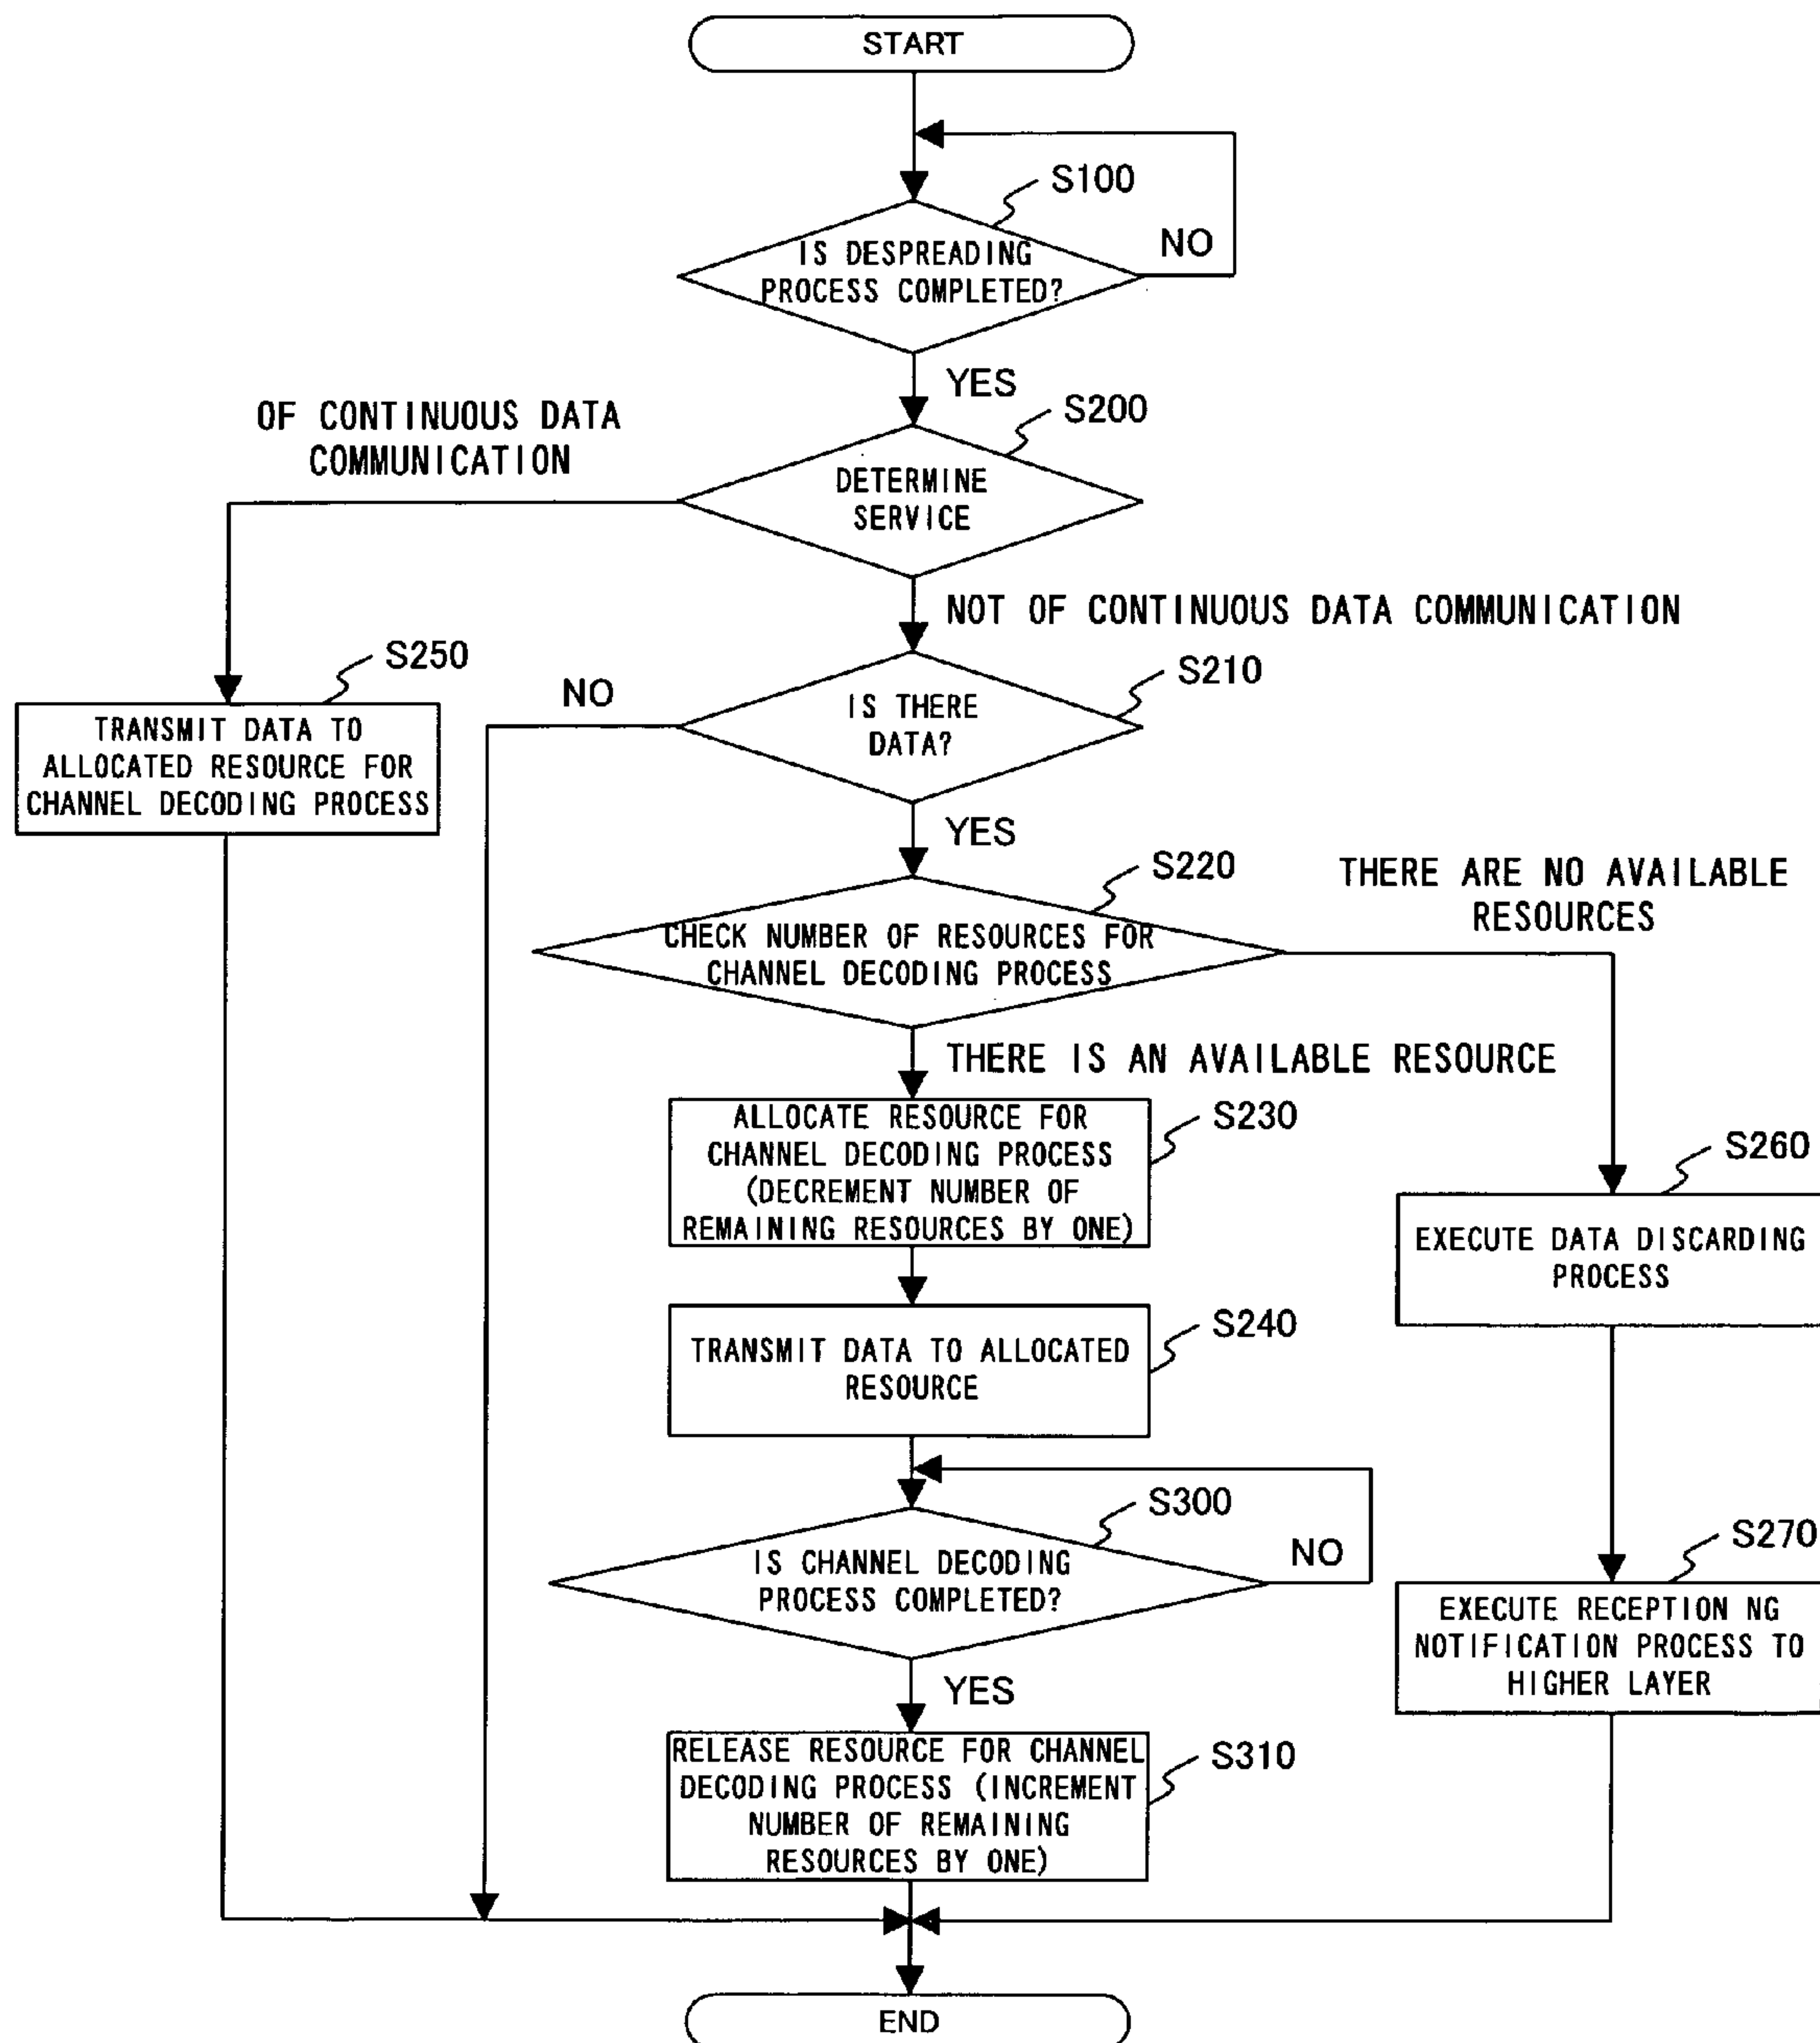 START
S100
IS DESPREADING
PROCESS COMPLETED?
NO
YES
OF CONTINUOUS DATA
COMMUNICATION
S200
DETERMINE
SERVICE
NOT OF CONTINUOUS DATA COMMUNICATION
S250
TRANSMIT DATA TO
ALLOCATED RESOURCE FOR
CHANNEL DECODING PROCESS
NO
S210
IS THERE
DATA?
YES
S220
THERE ARE NO AVAILABLE
RESOURCES
CHECK NUMBER OF RESOURCES FOR
CHANNEL DECODING PROCESS
THERE IS AN AVAILABLE RESOURCE
S230
ALLOCATE RESOURCE FOR
CHANNEL DECODING PROCESS
(DECREMENT NUMBER OF
REMAINING RESOURCES BY ONE)
S260
EXECUTE DATA DISCARDING
PROCESS
S240
TRANSMIT DATA TO ALLOCATED
RESOURCE
S300
IS CHANNEL DECODING
PROCESS COMPLETED?
NO
S270
EXECUTE RECEPTION NG
NOTIFICATION PROCESS TO
HIGHER LAYER
YES
S310
RELEASE RESOURCE FOR CHANNEL
DECODING PROCESS (INCREMENT
NUMBER OF REMAINING
RESOURCES BY ONE)
END